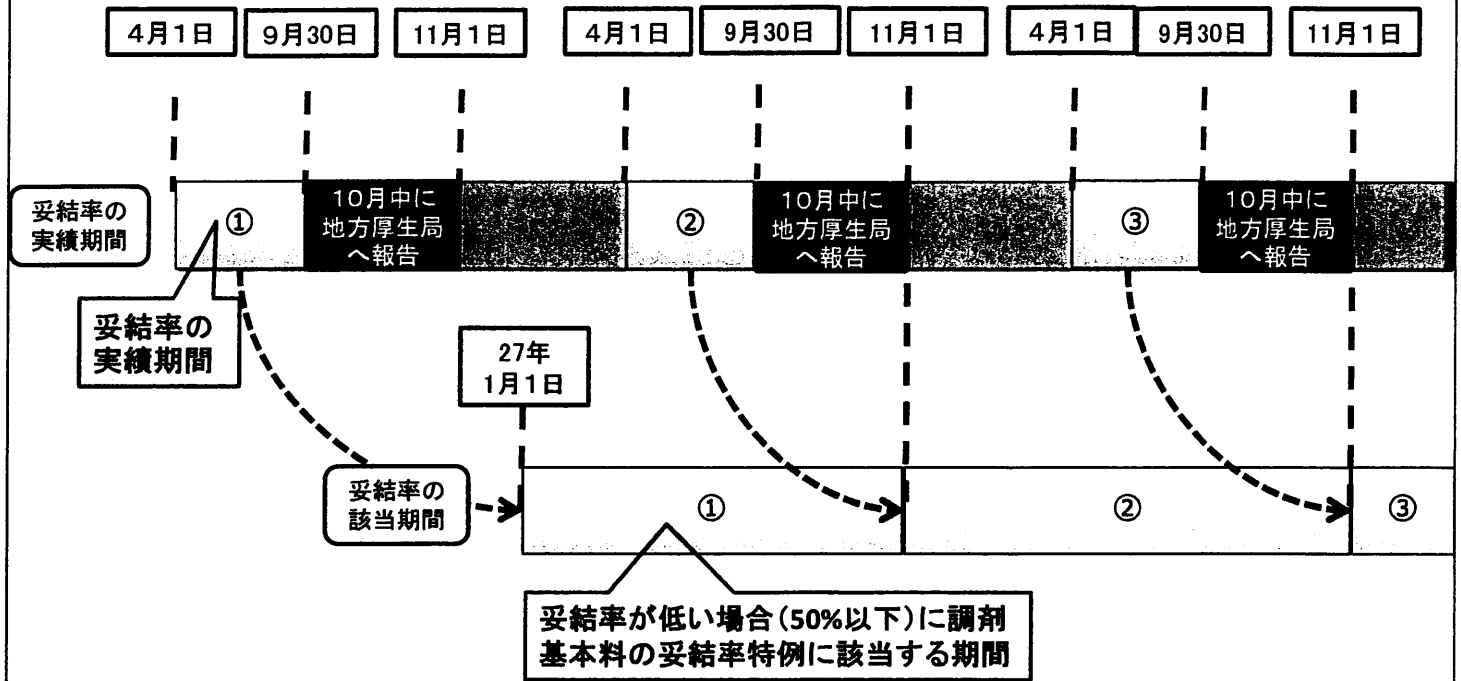 4月1日
9月30日
11月1日
4月1日
9月30日
11月1日
4月1日
9月30日
11月1日
妥結率の
実績期間
①
10月中に
地方厚生局
へ報告
②
10月中に
地方厚生局
へ報告
③
10月中に
地方厚生局
へ報告
妥結率の
実績期間
27年
1月1日
妥結率の
該当期間
①
②
③
妥結率が低い場合(50%以下)に調剤
基本料の妥結率特例に該当する期間